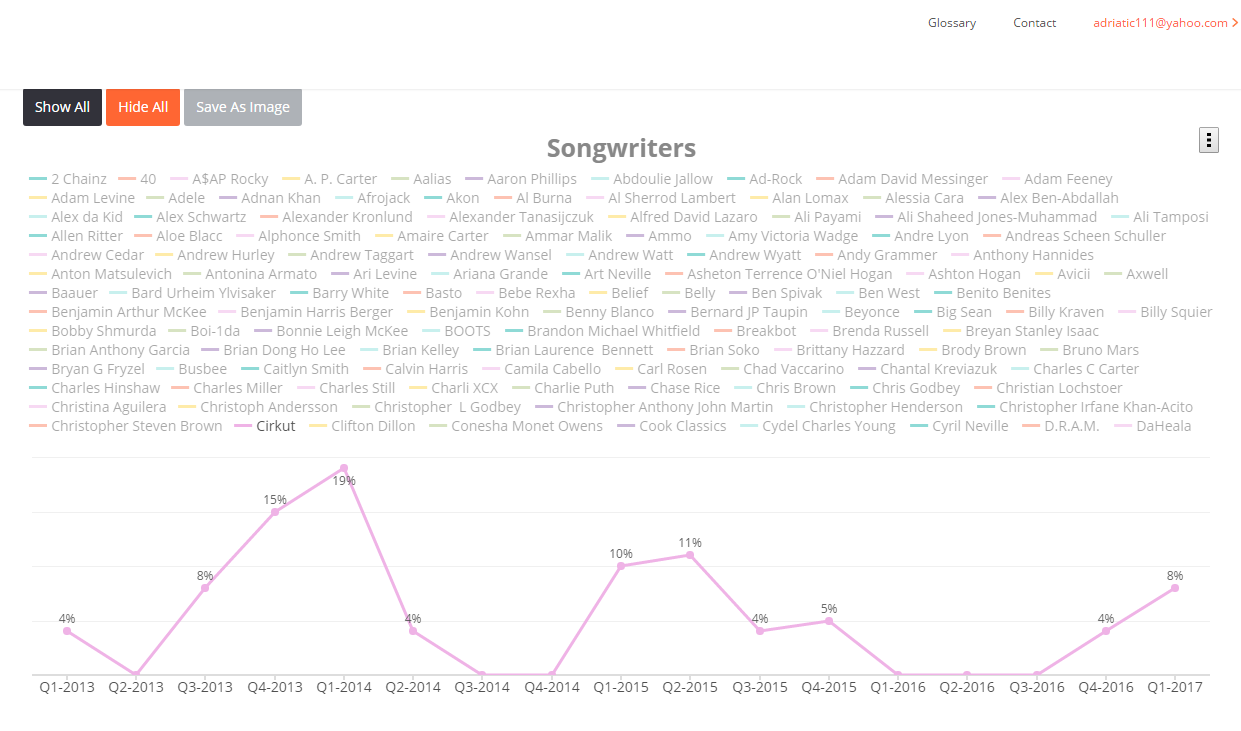 Glossary Contact adriatic111@yahoo.com
Show All Hide All Save As Image
Songwriters
2 Chainz 40 A$AP Rocky A. P. Carter Aalias Aaron Phillips Abdoulie Jallow Ad-Rock Adam David Messinger Adam Feeney
Adam Levine Adele Adnan Khan Afrojack Akon Al Burna Al Sherrod Lambert Alan Lomax Alessia Cara Alex Ben-Abdallah
Alex da Kid Alex Schwartz Alexander Kronlund Alexander Tanasijczuk Alfred David Lazaro Ali Payami Ali Shaheed Jones-Muhammad Ali Tamposi
Allen Ritter Aloe Blacc Alphonce Smith Amaire Carter Ammar Malik Ammo Amy Victoria Wadge Andre Lyon Andreas Scheen Schuller
Andrew Cedar Andrew Hurley Andrew Taggart Andrew Wansel Andrew Watt Andrew Wyatt Andy Grammer Anthony Hannides
Anton Matsulevich Antonina Armato Ari Levine Ariana Grande Art Neville Asheton Terrence O'Niel Hogan Ashton Hogan Avicii Axwell
Baauer Bard Urheim Ylvisaker Barry White Basto Bebe Rexha Belief Belly Ben Spivak Ben West Benito Benites
Benjamin Arthur McKee Benjamin Harris Berger Benjamin Kohn Benny Blanco Bernard JP Taupin Beyonce Big Sean Billy Kraven Billy Squier
Bobby Shmurda Boi-1da Bonnie Leigh McKee BOOTS Brandon Michael Whitfield Breakbot Brenda Russell Breyan Stanley Isaac
Brian Anthony Garcia Brian Dong Ho Lee Brian Kelley Brian Laurence Bennett Brian Soko Brittany Hazzard Brody Brown Bruno Mars
Bryan G Fryzel Busbee Caitlyn Smith Calvin Harris Camila Cabello Carl Rosen Chad Vaccarino Chantal Kreviazuk Charles C Carter
Charles Hinshaw Charles Miller Charles Still Charli XCX Charlie Puth Chase Rice Chris Brown Chris Godbey Christian Lochstoer
Christina Aguilera Christoph Andersson Christopher L Godbey Christopher Anthony John Martin Christopher Henderson Christopher Irfane Khan-Acito
Christopher Steven Brown Cirkut Clifton Dillon Conesha Monet Owens Cook Classics Cydel Charles Young Cyril Neville D.R.A.M. DaHeala
4% 8% 15% 19% 4% 10% 11% 4% 5% 4% 8%
Q1-2013 Q2-2013 Q3-2013 Q4-2013 Q1-2014 Q2-2014 Q3-2014 Q4-2014 Q1-2015 Q2-2015 Q3-2015 Q4-2015 Q1-2016 Q2-2016 Q3-2016 Q4-2016 Q1-2017